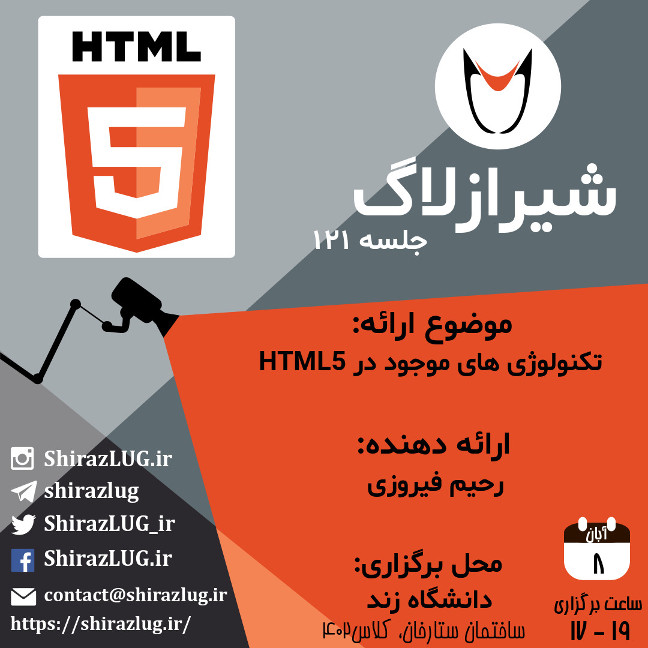 HTML
5
شیرازلاگ
جلسه ۱۲۱
موضوع ارائه:
تکنولوژی های موجود در HTML5
ارائه دهنده:
رحیم فیروزی
محل برگزاری:
دانشگاه زند
ساختمان ستارخان، کلاس ۴۰۲
آبان
۸
ساعت برگزاری
۱۷ - ۱۹
ShirazLUG.ir
shirazlug
ShirazLUG_ir
ShirazLUG.ir
contact@shirazlug.ir
https://shirazlug.ir/